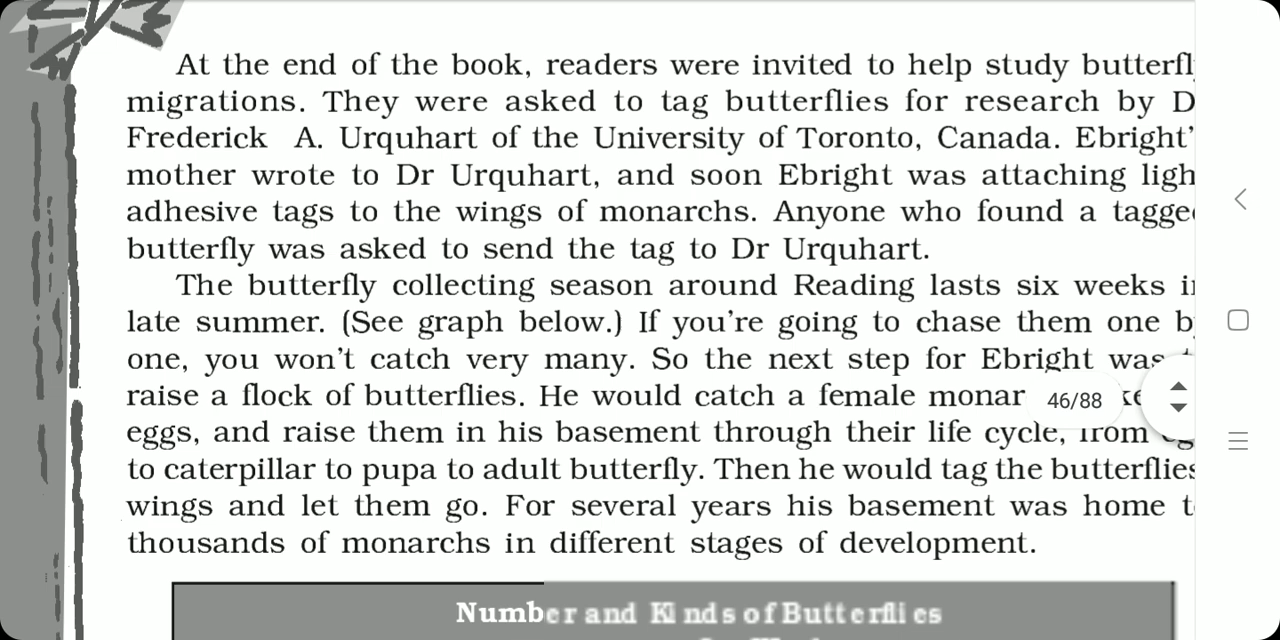 At the end of the book, readers were invited to help study
migrations. They were asked to tag butterflies for research by
Frederick A. Urquhart of the University of Toronto, Canada. Ebright'
mother wrote to Dr Urquhart, and soon Ebright was attaching
adhesive tags to the wings of monarchs. Anyone who found a
butterfly was asked to send the tag to Dr Urquhart.
The butterfly collecting season around Reading lasts six weeks
late summer. (See graph below.) If you're going to chase them one
one, you won't catch very many. So the next step for Ebright was
raise a flock of butterflies. He would catch a female
46/88
eggs, and raise them in his basement through their life cycle, from
to caterpillar to pupa to adult butterfly. Then he would tag the
wings and let them go. For several years his basement was home
thousands of monarchs in different stages of development.
Number and Kinds of Butterflies